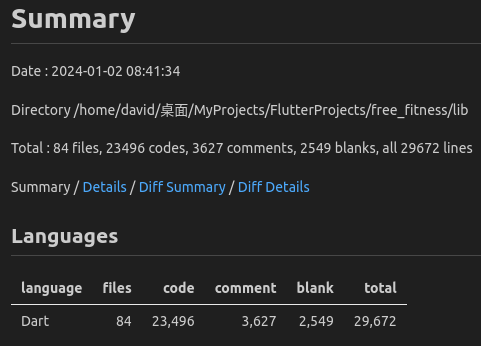 Summary
Date : 2024-01-02 08:41:34
Directory /home/david/桌面/MyProjects/FlutterProjects/free_fitness/lib
Total : 84 files, 23496 codes, 3627 comments, 2549 blanks, all 29672 lines
Summary / Details / Diff Summary / Diff Details
Languages
language files code comment blank total
Dart 84 23,496 3,627 2,549 29,672